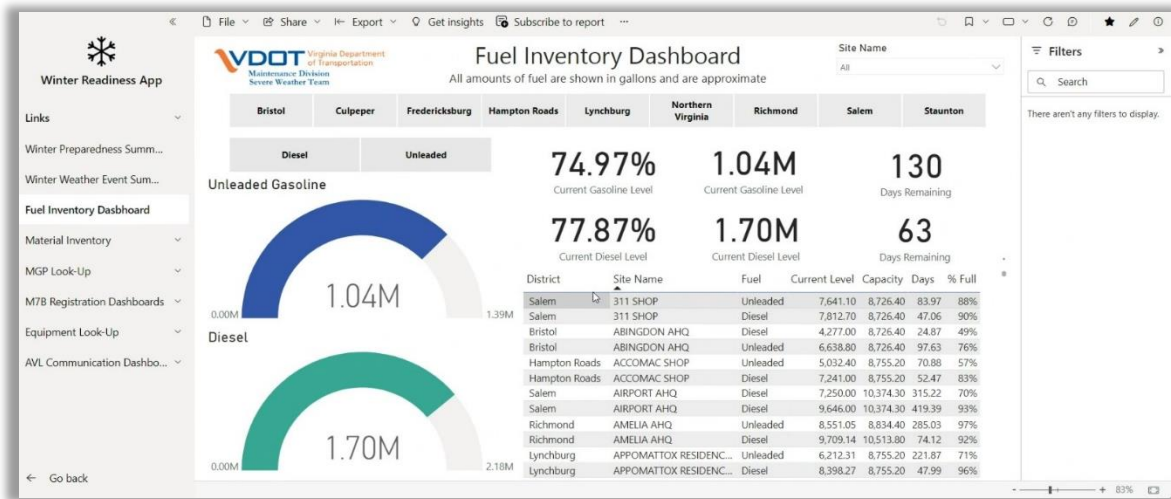 File Share Export Get insights Subscribe to report ...
Winter Readiness App
Links
Winter Preparedness Summ...
Winter Weather Event Sum...
Fuel Inventory Dasbhoard
Material Inventory
MGP Look-Up
M7B Registration Dashboards
Equipment Look-Up
AVL Communication Dashbo...
Go back
VDOT Virginia Department
of Transportation
Maintenance Division
Severe Weather Team
Fuel Inventory Dashboard
All amounts of fuel are shown in gallons and are approximate
Site Name
All
Bristol Culpeper Fredericksburg Hampton Roads Lynchburg Northern Virginia Richmond Salem Staunton
Diesel Unleaded
Unleaded Gasoline
1.04M
0.00M 1.39M
Diesel
1.70M
0.00M 2.18M
74.97% 1.04M 130
Current Gasoline Level Current Gasoline Level Days Remaining
77.87% 1.70M 63
Current Diesel Level Current Diesel Level Days Remaining
District Site Name Fuel Current Level Capacity Days % Full
Salem 311 SHOP Unleaded 7,641.10 8,726.40 83.97 88%
Salem 311 SHOP Diesel 7,812.70 8,726.40 47.06 90%
Bristol ABINGDON AHQ Diesel 4,277.00 8,726.40 24.87 49%
Bristol ABINGDON AHQ Unleaded 6,638.80 8,726.40 97.63 76%
Hampton Roads ACCOMAC SHOP Unleaded 5,032.40 8,755.20 70.88 57%
Hampton Roads ACCOMAC SHOP Diesel 7,241.00 8,755.20 52.47 83%
Salem AIRPORT AHQ Diesel 7,250.00 10,374.30 315.22 70%
Salem AIRPORT AHQ Diesel 9,646.00 10,374.30 419.39 93%
Richmond AMELIA AHQ Unleaded 8,551.05 8,834.40 285.03 97%
Richmond AMELIA AHQ Diesel 9,709.14 10,513.80 74.12 92%
Lynchburg APPOMATTOX RESIDENC... Unleaded 6,212.31 8,755.20 221.87 71%
Lynchburg APPOMATTOX RESIDENC... Diesel 8,398.27 8,755.20 47.99 96%
Filters
Search
There aren't any filters to display.
- + 83%